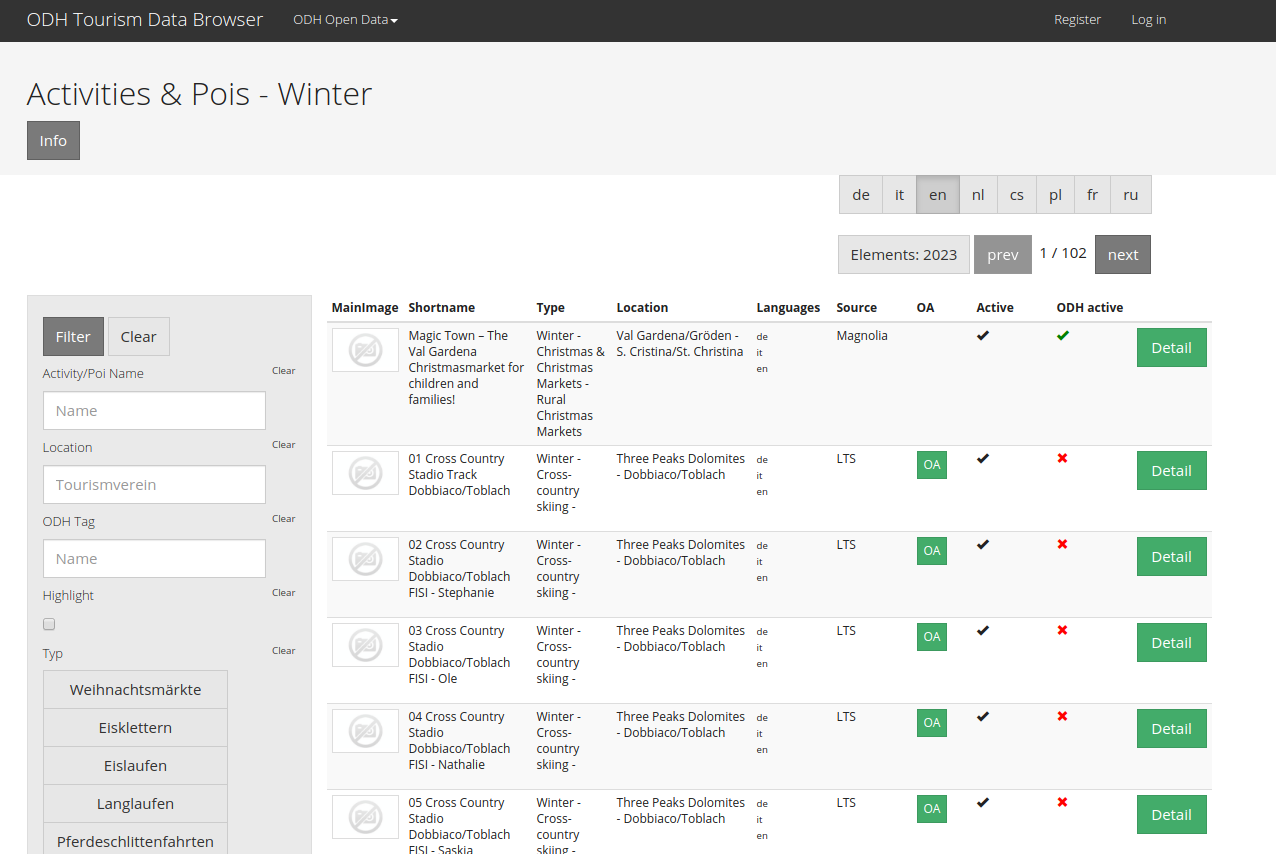 ODH Tourism Data Browser ODH Open Data Register Log in
Activities & Pois - Winter
Info
de it en nl cs pl fr ru
Elements: 2023 prev 1 / 102 next
Filter Clear
Activity/Poi Name Clear
Name
Location Clear
Tourismverein
ODH Tag Clear
Name
Highlight Clear
Typ Clear
Weihnachtsmärkte
Eisklettern
Eislaufen
Langlaufen
Pferdeschlittenfahrten
MainImage Shortname Type Location Languages Source OA Active ODH active
Magic Town – The Winter - Val Gardena/Gröden - de Magnolia Detail
Val Gardena Christmas & S. Cristina/St. Christina it
Christmasmarket for Christmas en
children and Markets -
families! Rural
Christmas
Markets
01 Cross Country Winter - Three Peaks Dolomites de LTS OA Detail
Stadio Track Cross- - Dobbiaco/Toblach it
Dobbiaco/Toblach country en
skiing -
02 Cross Country Winter - Three Peaks Dolomites de LTS OA Detail
Stadio Cross- - Dobbiaco/Toblach it
Dobbiaco/Toblach country en
FISI - Stephanie skiing -
03 Cross Country Winter - Three Peaks Dolomites de LTS OA Detail
Stadio Cross- - Dobbiaco/Toblach it
Dobbiaco/Toblach country en
FISI - Ole skiing -
04 Cross Country Winter - Three Peaks Dolomites de LTS OA Detail
Stadio Cross- - Dobbiaco/Toblach it
Dobbiaco/Toblach country en
FISI - Nathalie skiing -
05 Cross Country Winter - Three Peaks Dolomites de LTS OA Detail
Stadio Cross- - Dobbiaco/Toblach it
Dobbiaco/Toblach country en
FISI - Saskia skiing -